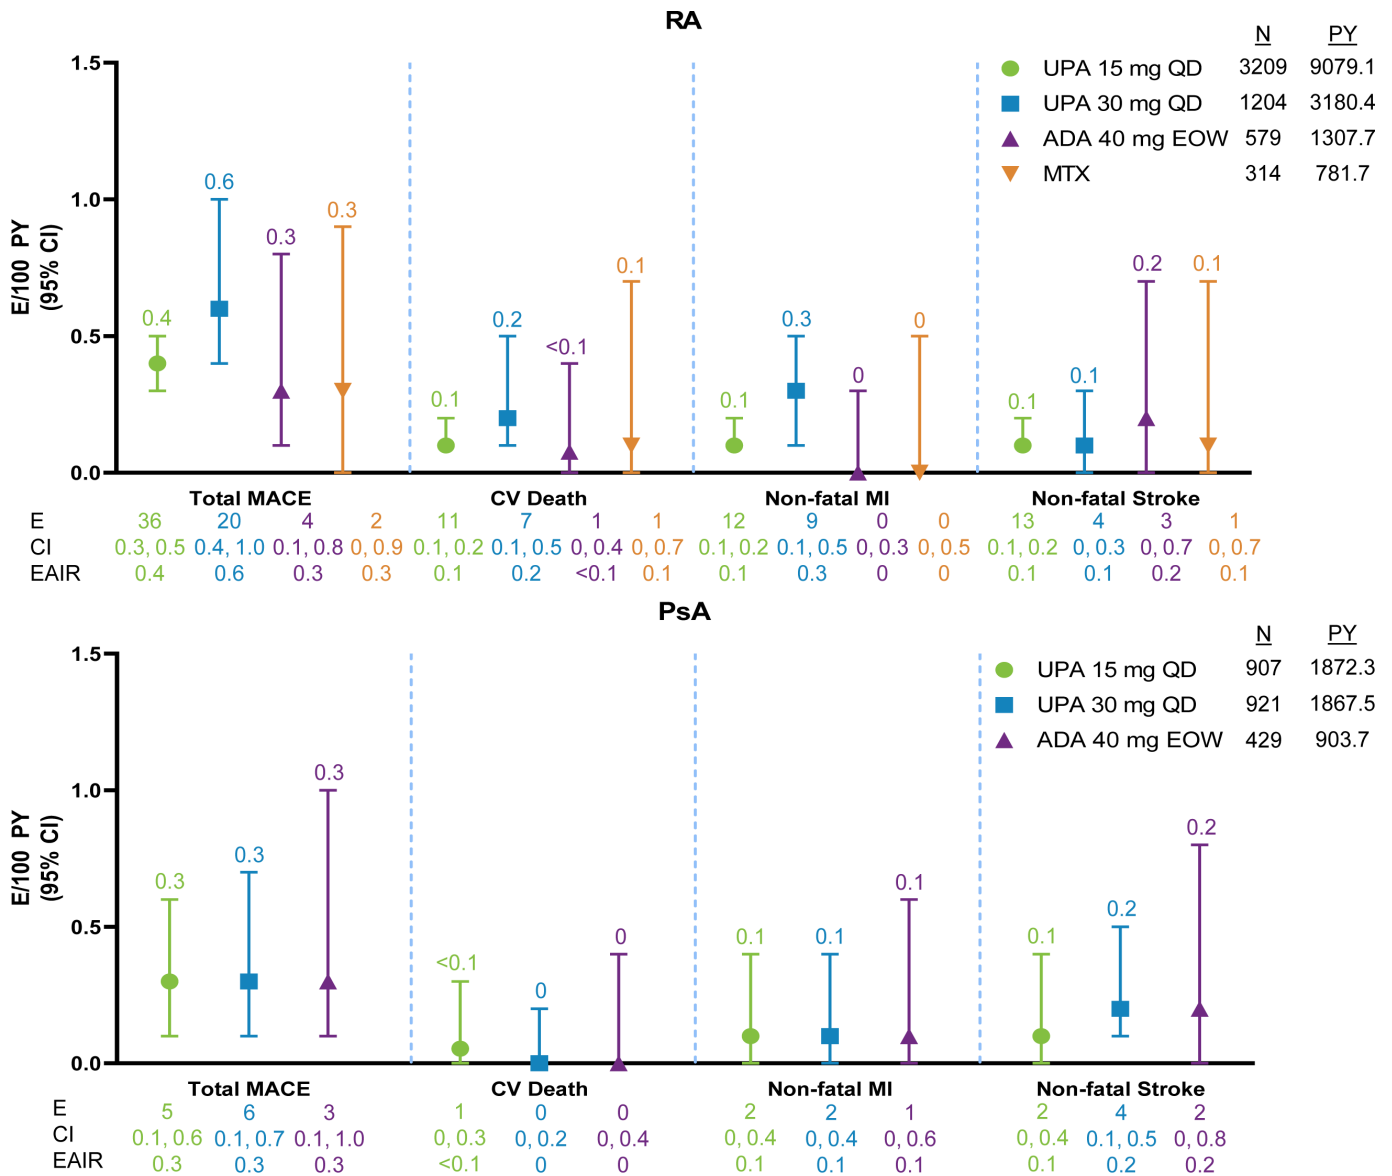 RA
N PY
UPA 15 mg QD 3209 9079.1
UPA 30 mg QD 1204 3180.4
ADA 40 mg EOW 579 1307.7
MTX 314 781.7
E/100 PY
(95% CI)
1.5
1.0
0.5
0.0
0.4 0.6 0.3 0.3
0.1 0.2 <0.1 0.1
0.1 0.3 0 0
0.1 0.1 0.2 0.1
Total MACE CV Death Non-fatal MI Non-fatal Stroke
E 36 20 4 2 11 7 1 1 12 9 0 0 13 4 3 1
CI 0.3, 0.5 0.4, 1.0 0.1, 0.8 0, 0.9 0.1, 0.2 0.1, 0.5 0, 0.4 0, 0.7 0.1, 0.2 0.1, 0.5 0, 0.3 0, 0.5 0.1, 0.2 0, 0.3 0, 0.7 0, 0.7
EAIR 0.4 0.6 0.3 0.3 0.1 0.2 <0.1 0.1 0.1 0.3 0 0 0.1 0.1 0.2 0.1
PsA
N PY
UPA 15 mg QD 907 1872.3
UPA 30 mg QD 921 1867.5
ADA 40 mg EOW 429 903.7
E/100 PY
(95% CI)
1.5
1.0
0.5
0.0
0.3 0.3 0.3
<0.1 0 0
0.1 0.1 0.1
0.1 0.2 0.2
Total MACE CV Death Non-fatal MI Non-fatal Stroke
E 5 6 3 1 0 0 2 2 1 2 4 2
CI 0.1, 0.6 0.1, 0.7 0.1, 1.0 0, 0.3 0, 0.2 0, 0.4 0, 0.4 0, 0.4 0, 0.6 0, 0.4 0.1, 0.5 0, 0.8
EAIR 0.3 0.3 0.3 <0.1 0 0 0.1 0.1 0.1 0.1 0.2 0.2